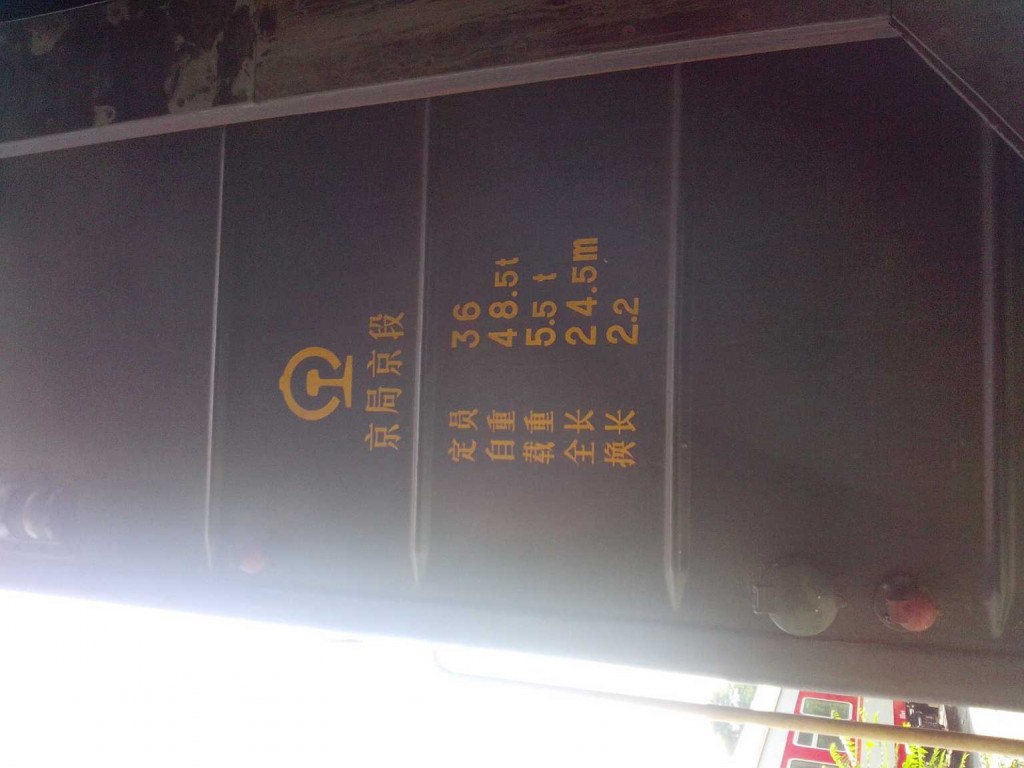 京局京段
定员 36
自重 48.5t
载重 5.5 t
全长 24.5m
换长 2.2